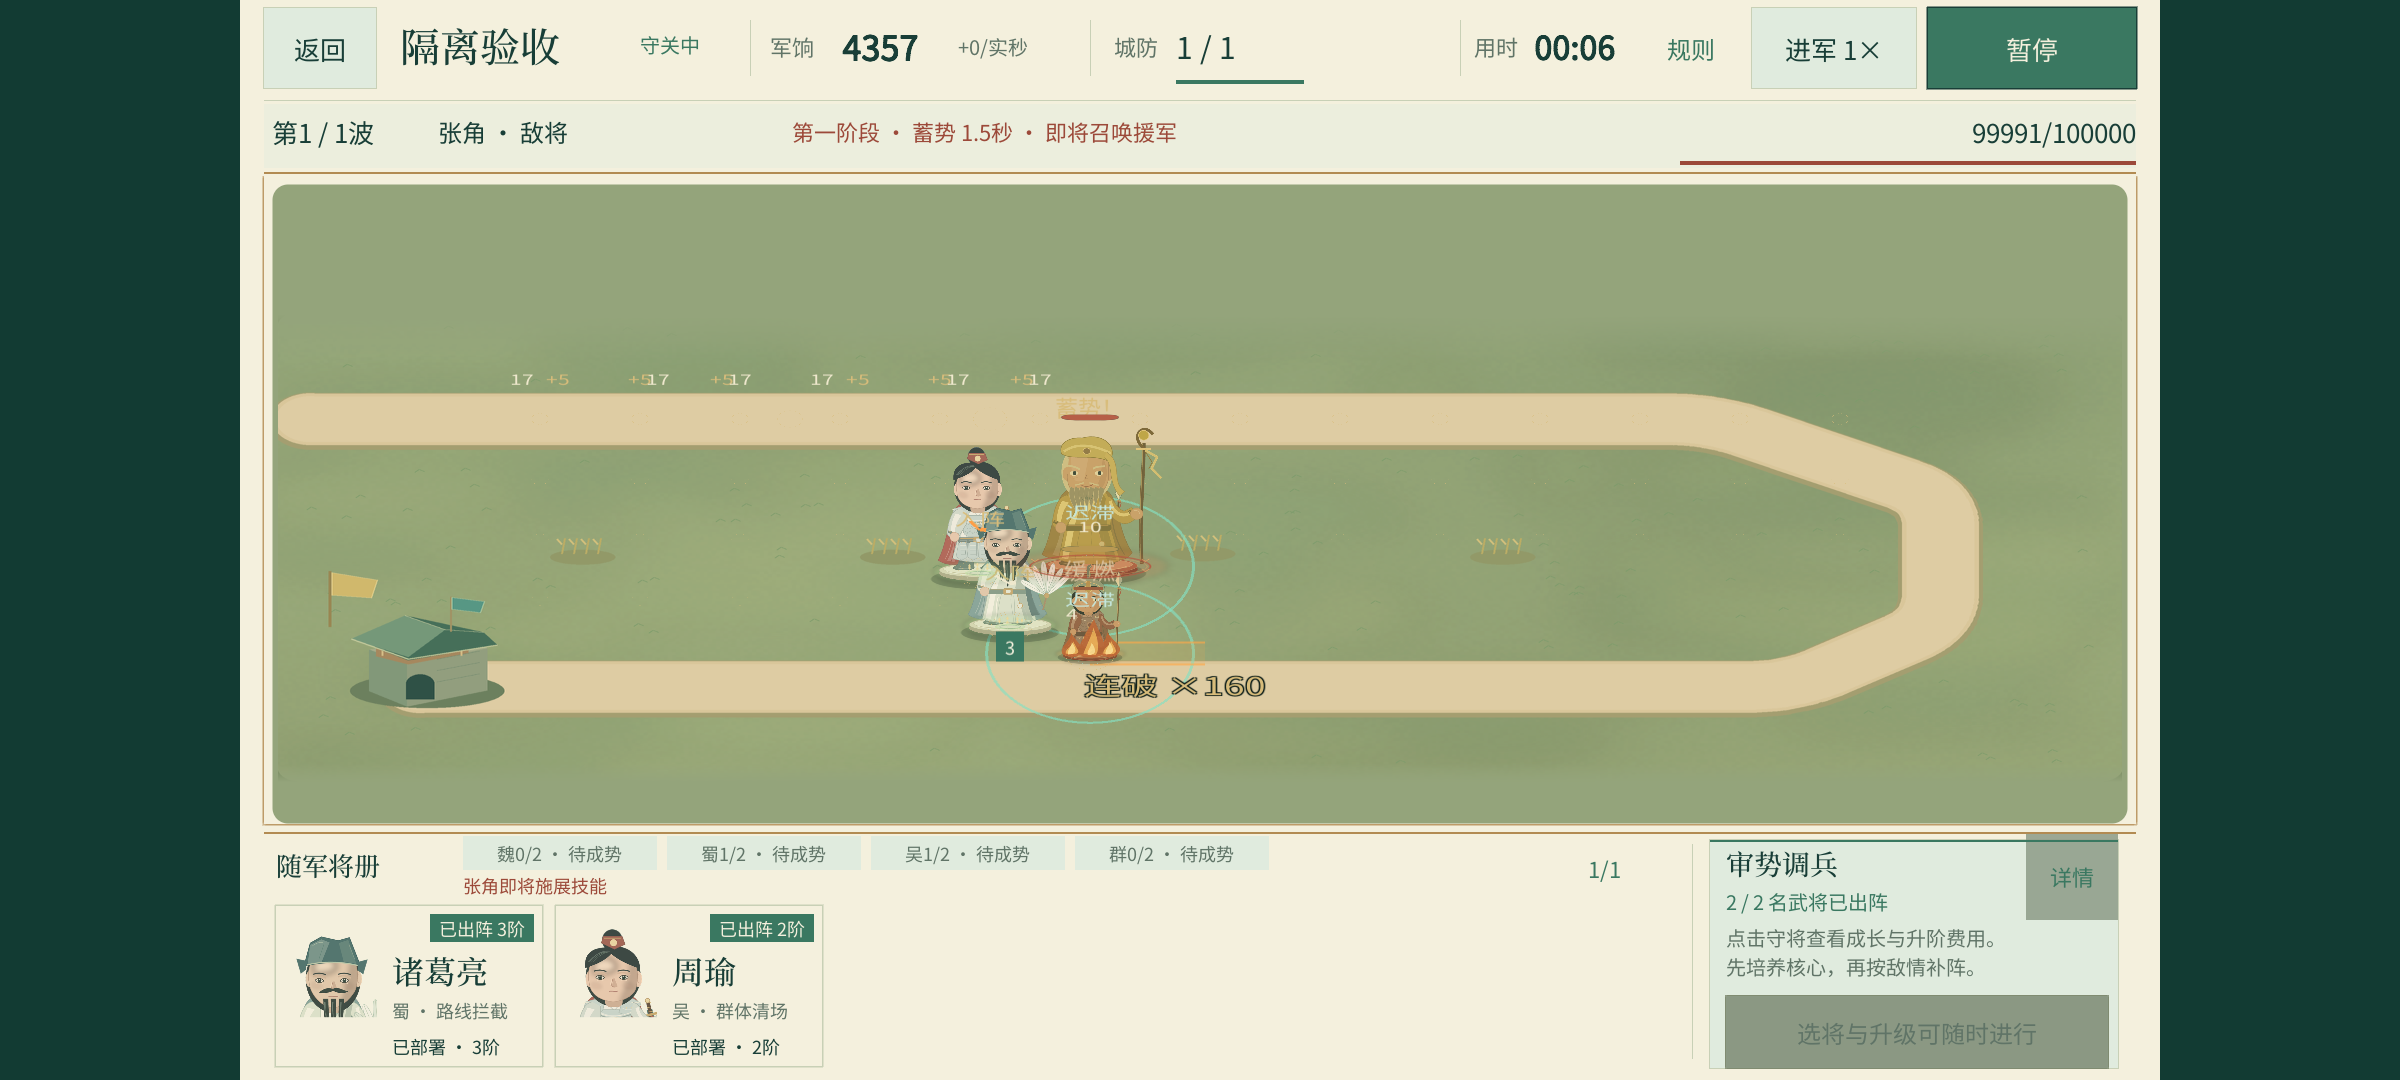 返回
隔离验收
守关中
军饷 4357 +0/实秒
城防 1 / 1
用时 00:06
规则
进军 1×
暂停
第1 / 1波
张角 · 敌将
第一阶段 · 蓄势 1.5秒 · 即将召唤援军
99991/100000
17 +5 +5 17 +5 17 17 +5 +5 17 +5 17
蓄势!
迟滞
10
缓燃
迟滞
4
3
连破 ×160
随军将册
魏0/2 · 待成势
蜀1/2 · 待成势
吴1/2 · 待成势
群0/2 · 待成势
张角即将施展技能
1/1
已出阵 3阶
诸葛亮
蜀 · 路线拦截
已部署 · 3阶
已出阵 2阶
周瑜
吴 · 群体清场
已部署 · 2阶
审势调兵
详情
2 / 2 名武将已出阵
点击守将查看成长与升阶费用。
先培养核心，再按敌情补阵。
选将与升级可随时进行